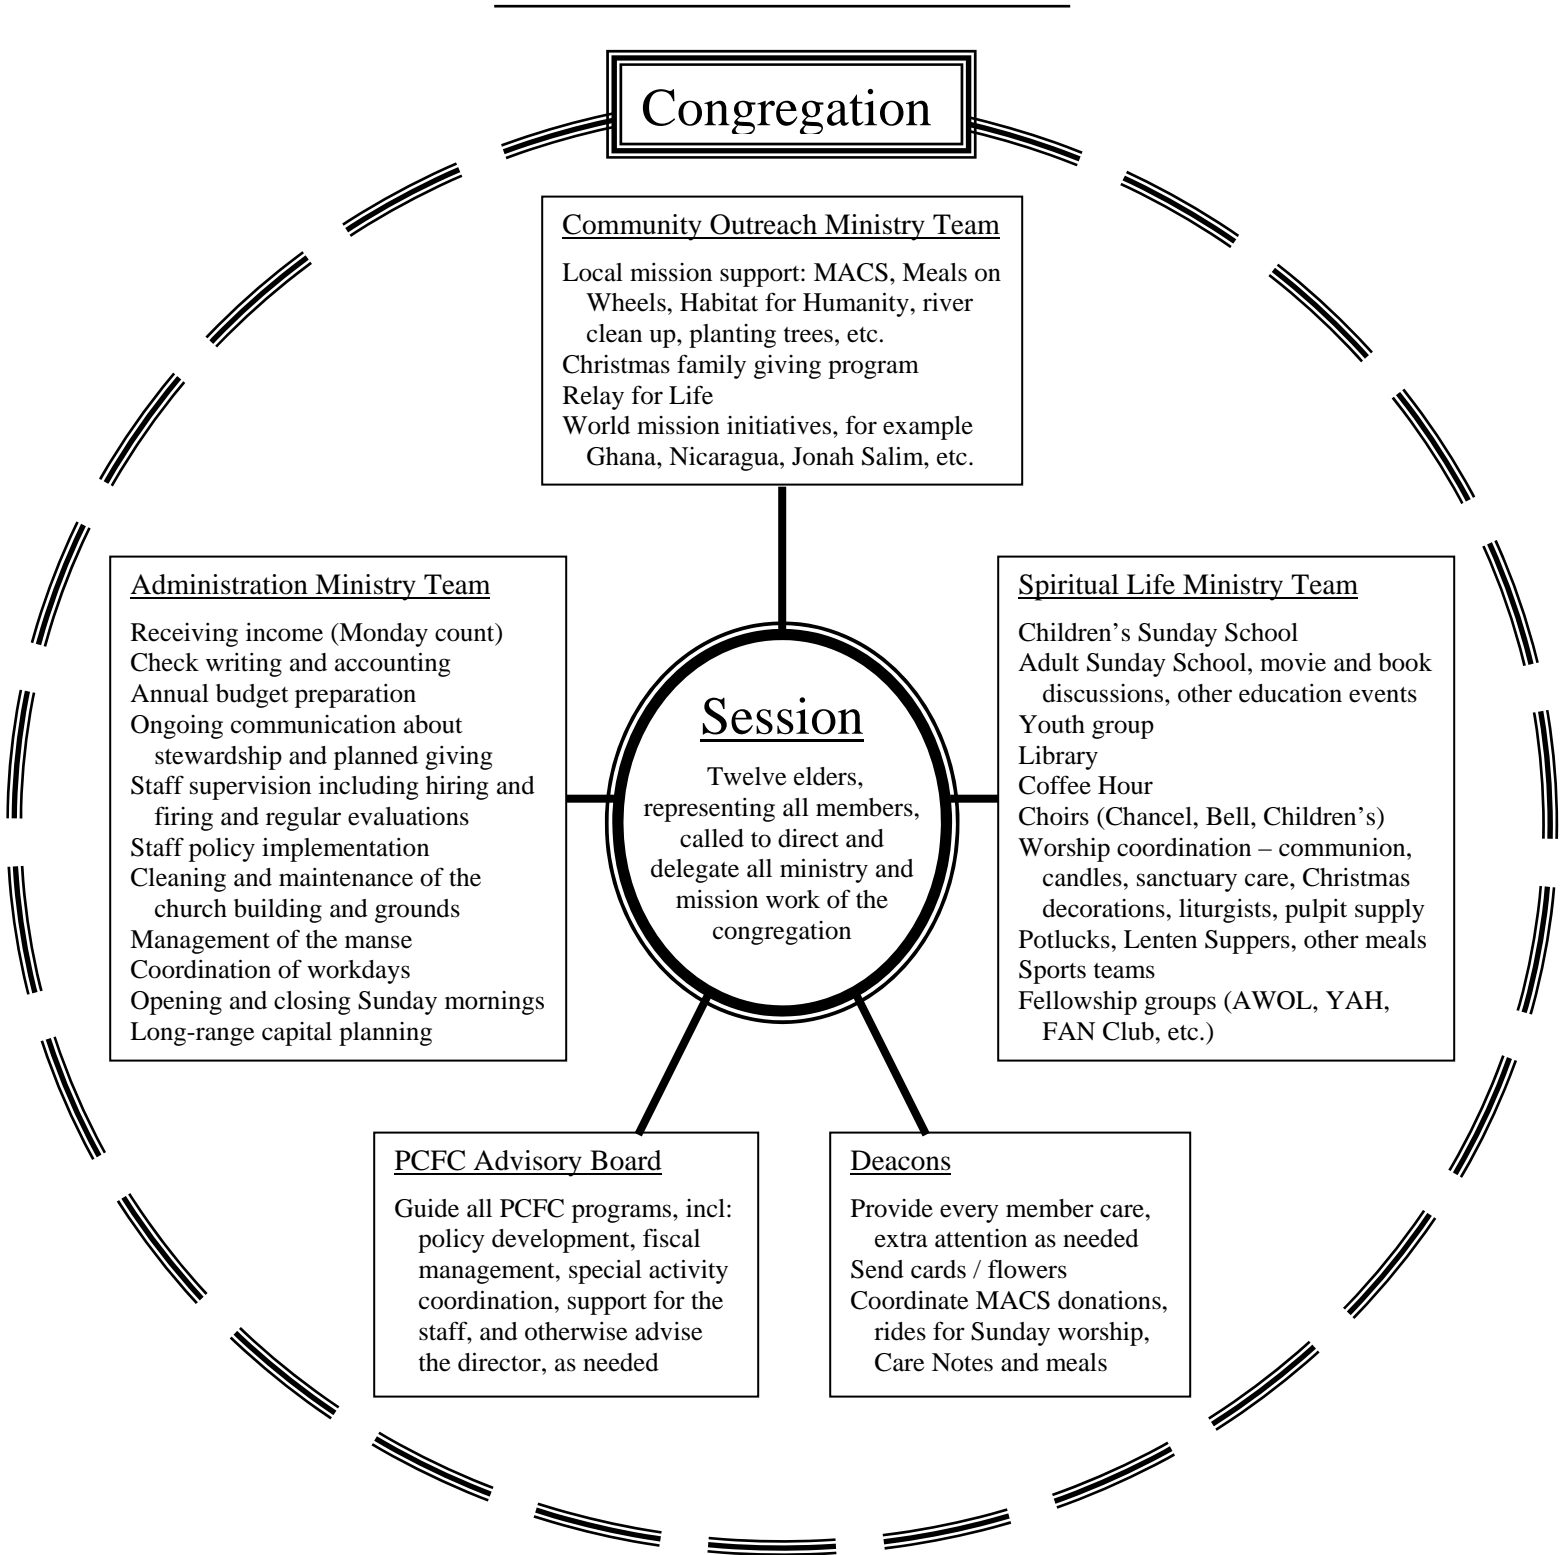 Congregation
Community Outreach Ministry Team
Local mission support: MACS, Meals on
Wheels, Habitat for Humanity, river
clean up, planting trees, etc.
Christmas family giving program
Relay for Life
World mission initiatives, for example
Ghana, Nicaragua, Jonah Salim, etc.
Administration Ministry Team
Receiving income (Monday count)
Check writing and accounting
Annual budget preparation
Ongoing communication about
stewardship and planned giving
Staff supervision including hiring and
firing and regular evaluations
Staff policy implementation
Cleaning and maintenance of the
church building and grounds
Management of the manse
Coordination of workdays
Opening and closing Sunday mornings
Long-range capital planning
Session
Twelve elders,
representing all members,
called to direct and
delegate all ministry and
mission work of the
congregation
Spiritual Life Ministry Team
Children's Sunday School
Adult Sunday School, movie and book
discussions, other education events
Youth group
Library
Coffee Hour
Choirs (Chancel, Bell, Children's)
Worship coordination – communion,
candles, sanctuary care, Christmas
decorations, liturgists, pulpit supply
Potlucks, Lenten Suppers, other meals
Sports teams
Fellowship groups (AWOL, YAH,
FAN Club, etc.)
PCFC Advisory Board
Guide all PCFC programs, incl:
policy development, fiscal
management, special activity
coordination, support for the
staff, and otherwise advise
the director, as needed
Deacons
Provide every member care,
extra attention as needed
Send cards / flowers
Coordinate MACS donations,
rides for Sunday worship,
Care Notes and meals